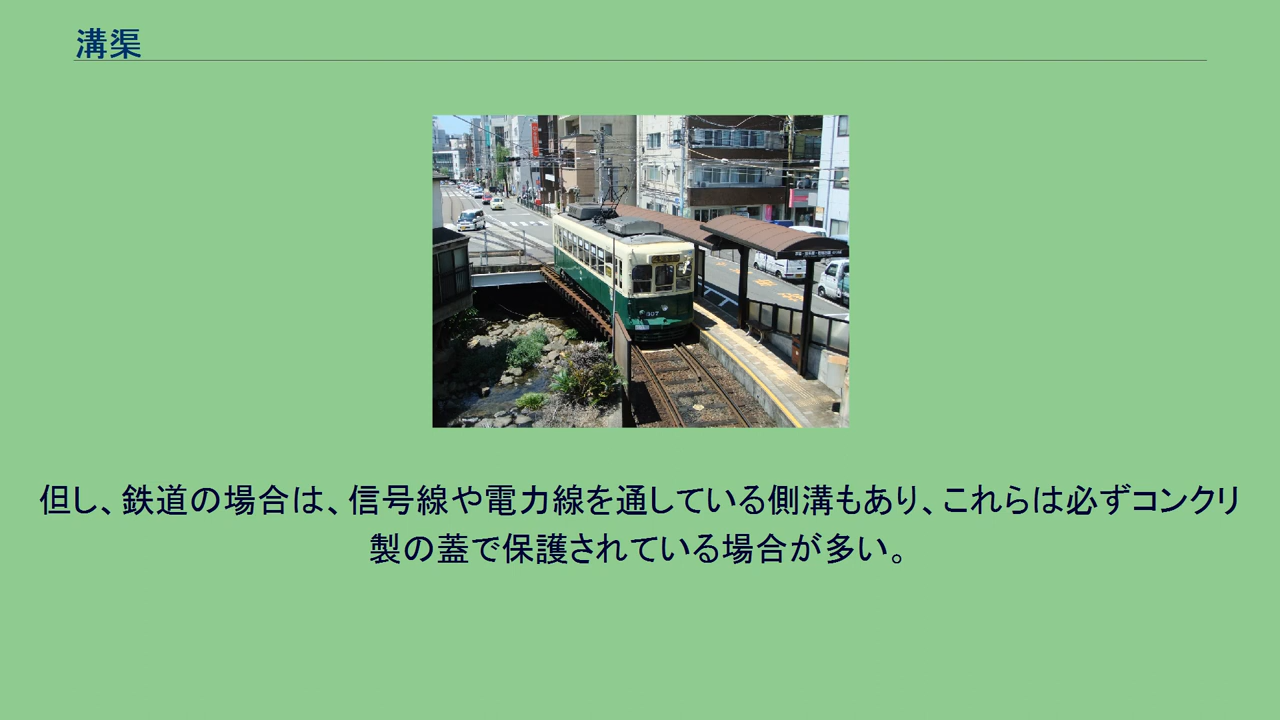 溝渠
307
但し、鉄道の場合は、信号線や電力線を通している側溝もあり、これらは必ずコンクリ
製の蓋で保護されている場合が多い。